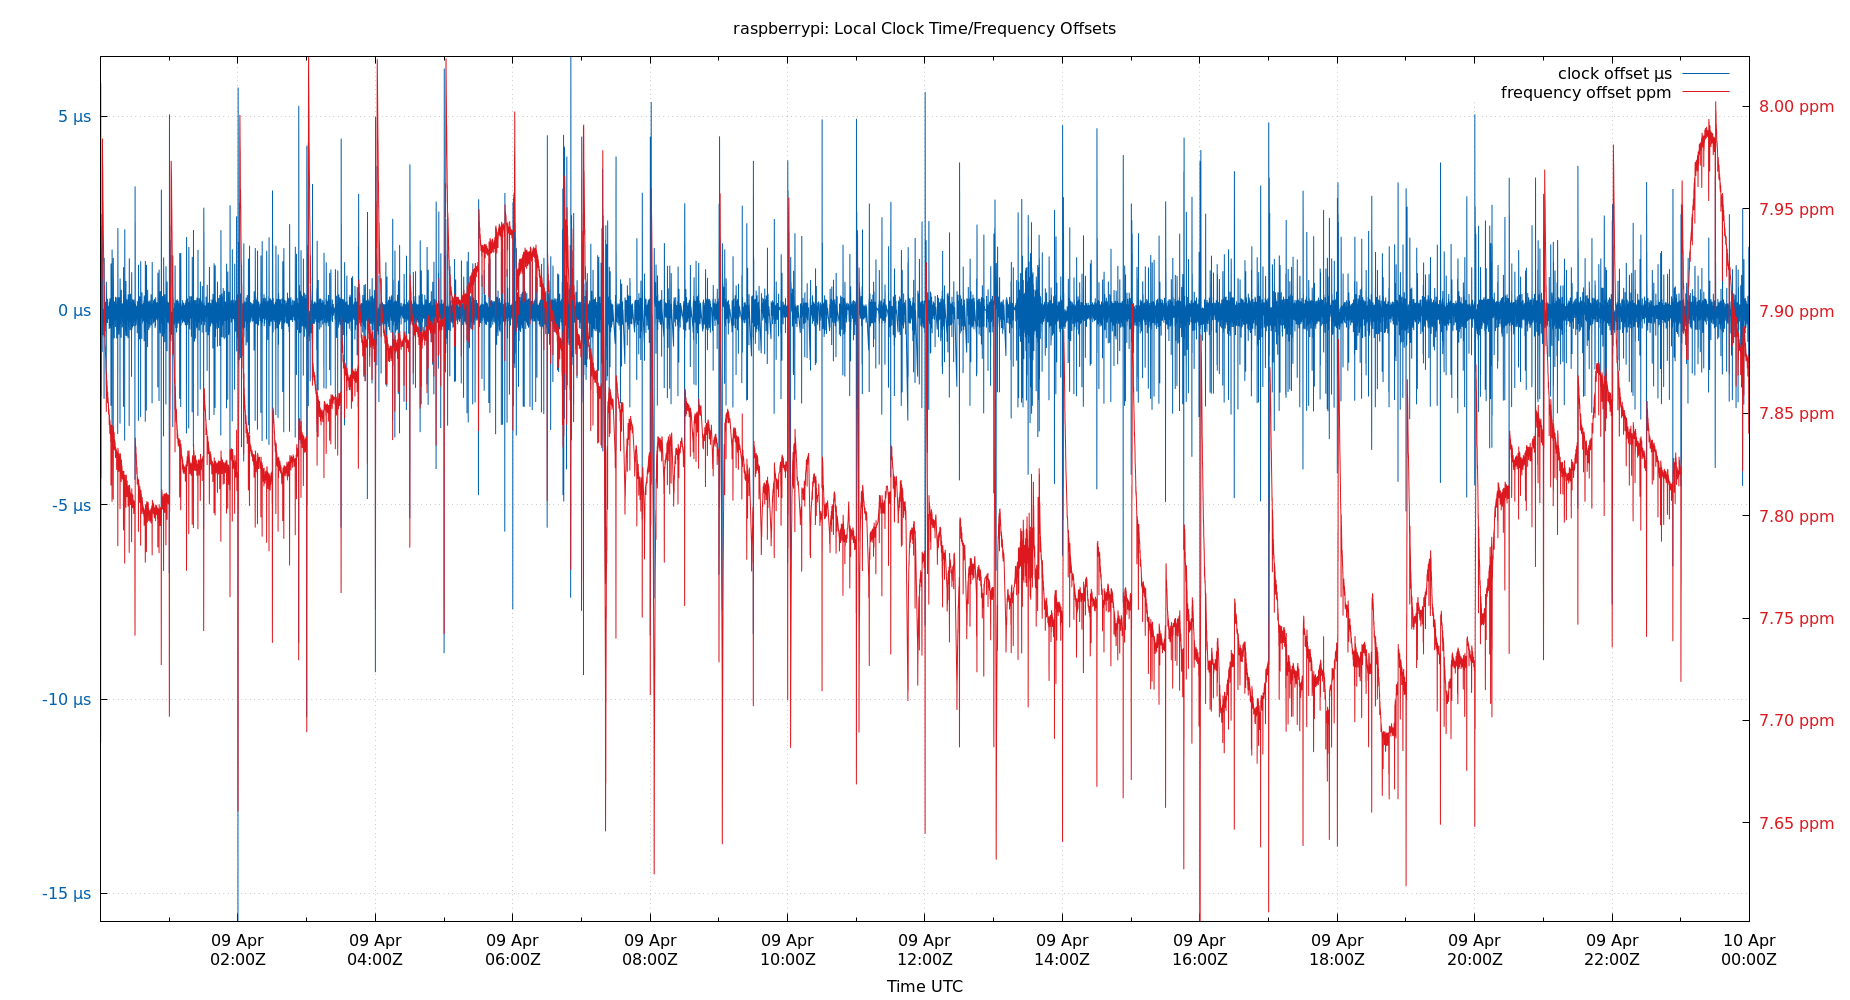 raspberrypi: Local Clock Time/Frequency Offsets
clock offset µs
frequency offset ppm
5 µs
0 µs
-5 µs
-10 µs
-15 µs
8.00 ppm
7.95 ppm
7.90 ppm
7.85 ppm
7.80 ppm
7.75 ppm
7.70 ppm
7.65 ppm
09 Apr 09 Apr 09 Apr 09 Apr 09 Apr 09 Apr 09 Apr 09 Apr 09 Apr 09 Apr 09 Apr 10 Apr
02:00Z 04:00Z 06:00Z 08:00Z 10:00Z 12:00Z 14:00Z 16:00Z 18:00Z 20:00Z 22:00Z 00:00Z
Time UTC